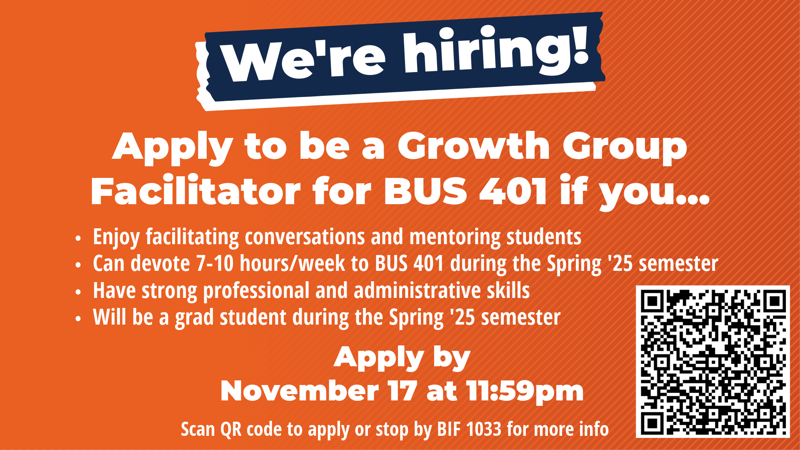 We're hiring!
Apply to be a Growth Group
Facilitator for BUS 401 if you...
• Enjoy facilitating conversations and mentoring students
• Can devote 7-10 hours/week to BUS 401 during the Spring '25 semester
• Have strong professional and administrative skills
• Will be a grad student during the Spring '25 semester
Apply by
November 17 at 11:59pm
Scan QR code to apply or stop by BIF 1033 for more info